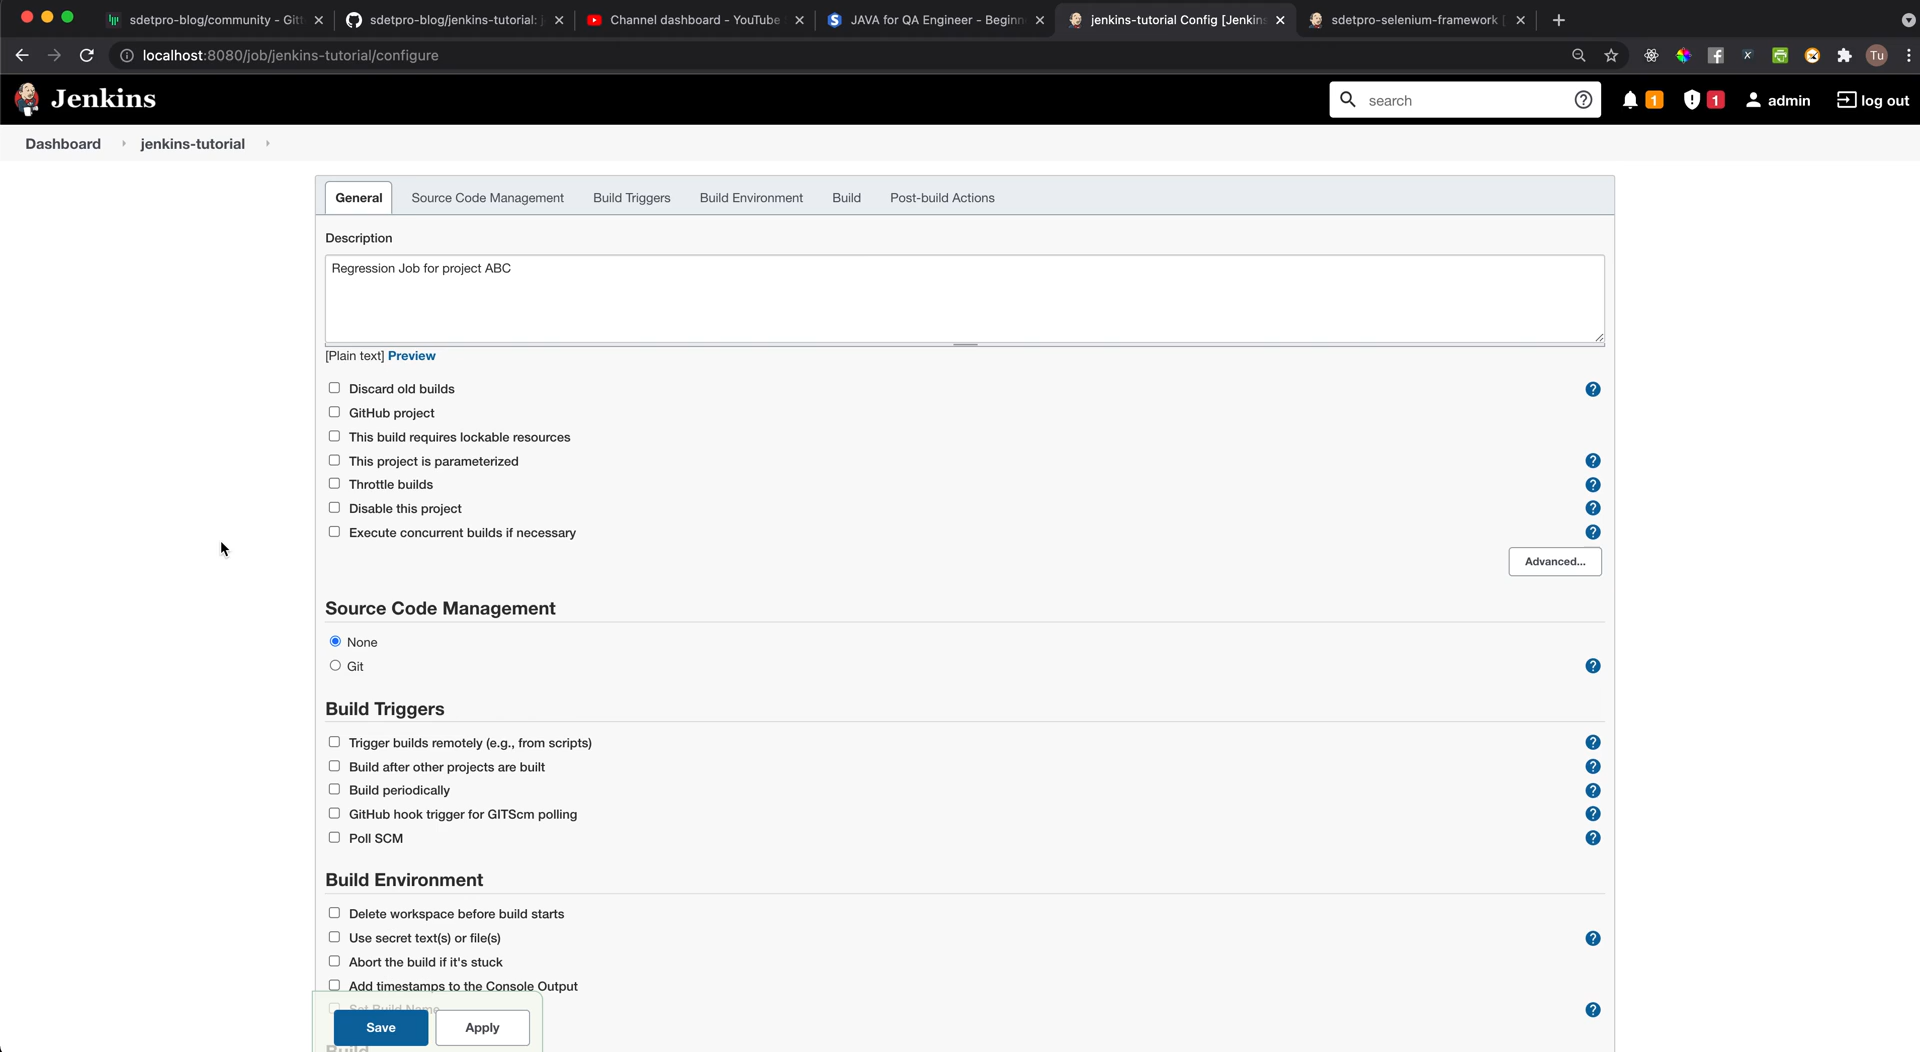 sdetpro-blog/community - Gitt
sdetpro-blog/jenkins-tutorial: j
Channel dashboard - YouTube
JAVA for QA Engineer - Beginn
jenkins-tutorial Config [Jenkins
sdetpro-selenium-framework [
localhost:8080/job/jenkins-tutorial/configure
Tu
Jenkins
search
1
1
admin
log out
Dashboard
jenkins-tutorial
General
Source Code Management
Build Triggers
Build Environment
Build
Post-build Actions
Description
Regression Job for project ABC
[Plain text] Preview
Discard old builds
GitHub project
This build requires lockable resources
This project is parameterized
Throttle builds
Disable this project
Execute concurrent builds if necessary
Advanced...
Source Code Management
None
Git
Build Triggers
Trigger builds remotely (e.g., from scripts)
Build after other projects are built
Build periodically
GitHub hook trigger for GITScm polling
Poll SCM
Build Environment
Delete workspace before build starts
Use secret text(s) or file(s)
Abort the build if it's stuck
Add timestamps to the Console Output
Set Build Name
Save
Apply
Build